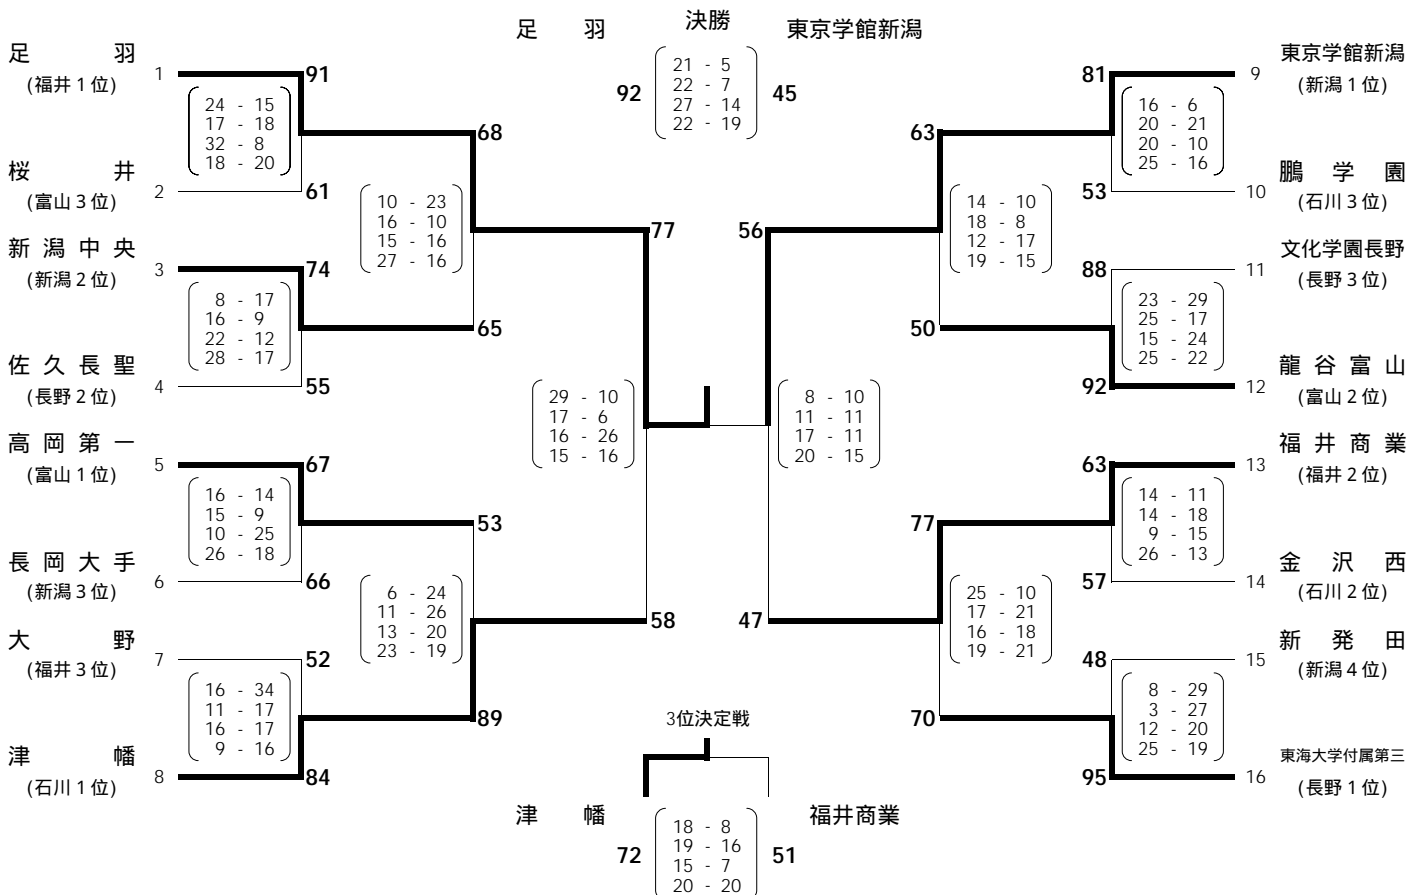 足羽 決勝 東京学館新潟
92 45
21 - 5
22 - 7
27 - 14
22 - 19
足羽
(福井1位)
1
91
24 - 15
17 - 18
32 - 8
18 - 20
桜井
(富山3位)
2
61
68
10 - 23
16 - 10
15 - 16
27 - 16
新潟中央
(新潟2位)
3
74
8 - 17
16 - 9
22 - 12
28 - 17
65
佐久長聖
(長野2位)
4
55
77
29 - 10
17 - 6
16 - 26
15 - 16
高岡第一
(富山1位)
5
67
16 - 14
15 - 9
10 - 25
26 - 18
53
長岡大手
(新潟3位)
6
66
6 - 24
11 - 26
13 - 20
23 - 19
58
大野
(福井3位)
7
52
16 - 34
11 - 17
16 - 17
9 - 16
89
津幡
(石川1位)
8
84
東京学館新潟
(新潟1位)
9
81
16 - 6
20 - 21
20 - 10
25 - 16
63
鵬学園
(石川3位)
10
53
14 - 10
18 - 8
12 - 17
19 - 15
56
文化学園長野
(長野3位)
11
88
23 - 29
25 - 17
15 - 24
25 - 22
50
龍谷富山
(富山2位)
12
92
8 - 10
11 - 11
17 - 11
20 - 15
福井商業
(福井2位)
13
63
14 - 11
14 - 18
9 - 15
26 - 13
77
金沢西
(石川2位)
14
57
25 - 10
17 - 21
16 - 18
19 - 21
47
新発田
(新潟4位)
15
48
8 - 29
3 - 27
12 - 20
25 - 19
70
東海大学付属第三
(長野1位)
16
95
3位決定戦
津幡 福井商業
72 51
18 - 8
19 - 16
15 - 7
20 - 20